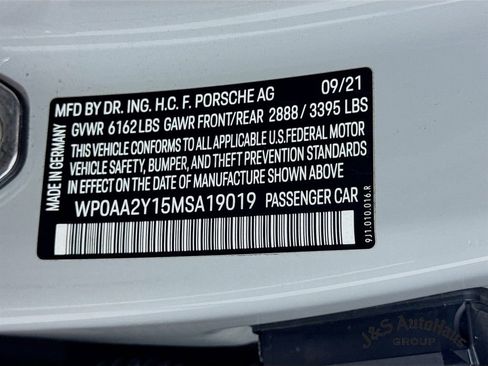 MFD BY DR. ING. H.C. F. PORSCHE AG 09/21
GVWR 6162 LBS GAWR FRONT/REAR 2888 / 3395 LBS
THIS VEHICLE CONFORMS TO ALL APPLICABLE U.S. FEDERAL MOTOR
VEHICLE SAFETY, BUMPER, AND THEFT PREVENTION STANDARDS
IN EFFECT ON THE DATE OF MANUFACTURE SHOWN ABOVE
WP0AA2Y15MSA19019 PASSENGER CAR
MADE IN GERMANY
9J1.010.016.R
J&S AutoHaus
GROUP